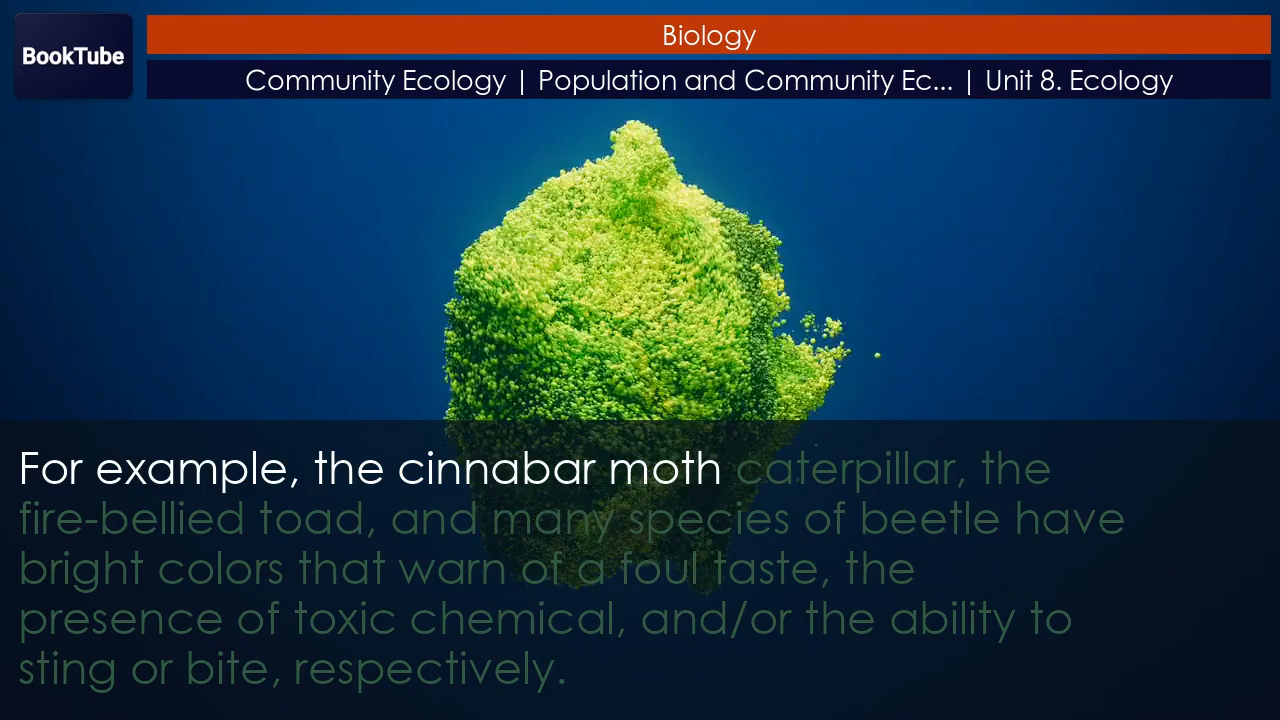 BookTube
Biology
Community Ecology | Population and Community Ec... | Unit 8. Ecology
For example, the cinnabar moth caterpillar, the
fire-bellied toad, and many species of beetle have
bright colors that warn of a foul taste, the
presence of toxic chemical, and/or the ability to
sting or bite, respectively.